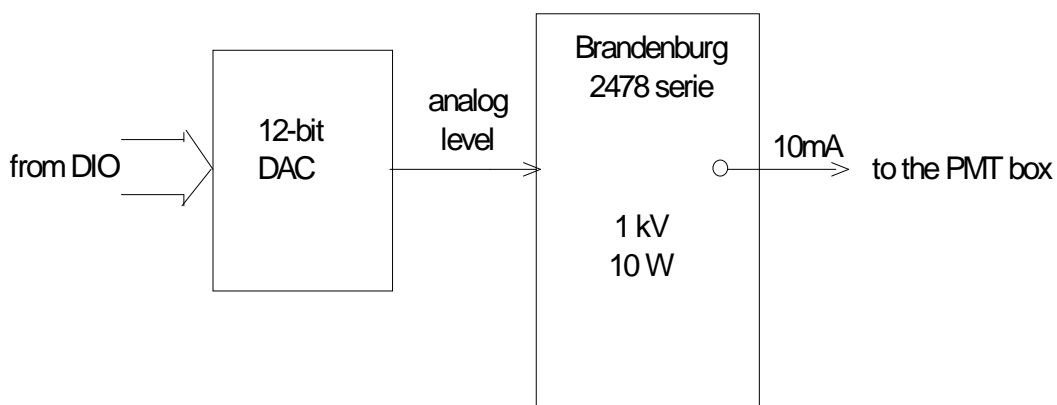 from DIO
12-bit
DAC
analog
level
Brandenburg
2478 serie
1 kV
10 W
10mA
to the PMT box